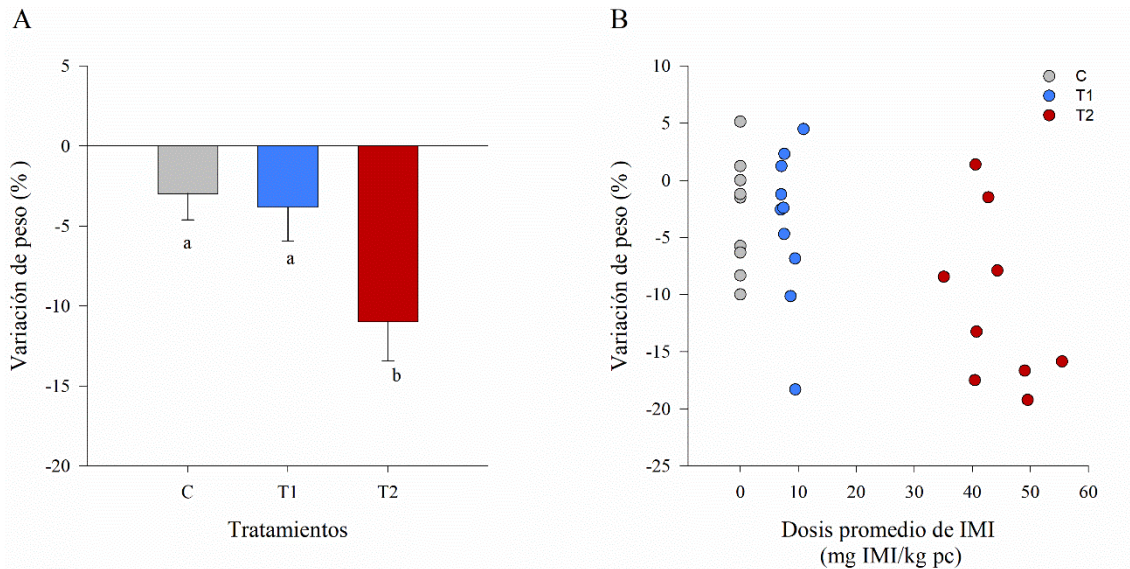 A
Variación de peso (% )
5
0
-5
-10
-15
-20
a
a
b
C T1 T2
Tratamientos
B
Variación de peso (% )
10
5
0
-5
-10
-15
-20
-25
C
T1
T2
0 10 20 30 40 50 60
Dosis promedio de IMI
(mg IMI/kg pc)